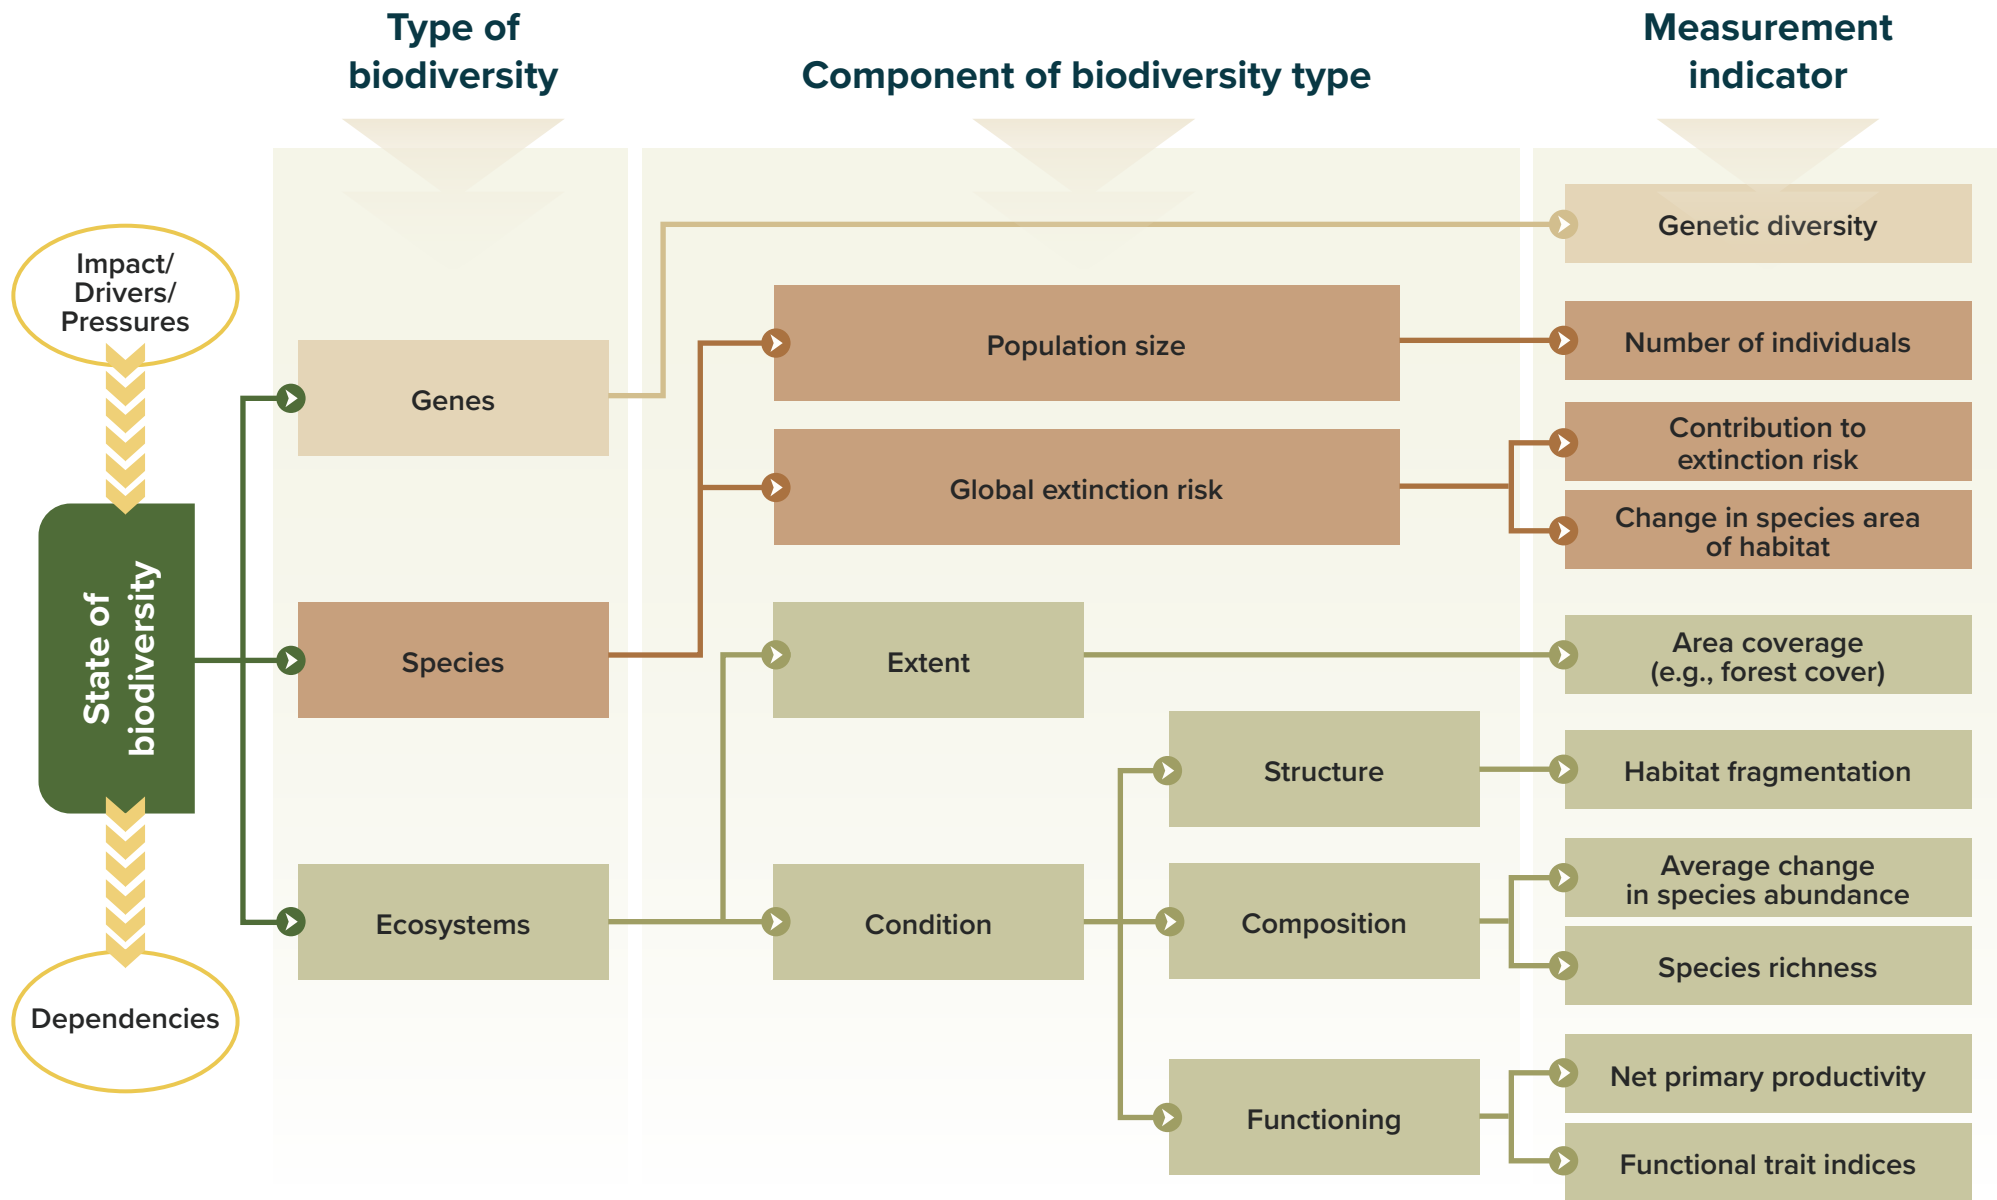 Type of
biodiversity
Component of biodiversity type
Measurement
indicator
Impact/
Drivers/
Pressures
State of
biodiversity
Dependencies
Genes
Species
Ecosystems
Population size
Global extinction risk
Extent
Condition
Structure
Composition
Functioning
Genetic diversity
Number of individuals
Contribution to
extinction risk
Change in species area
of habitat
Area coverage
(e.g., forest cover)
Habitat fragmentation
Average change
in species abundance
Species richness
Net primary productivity
Functional trait indices